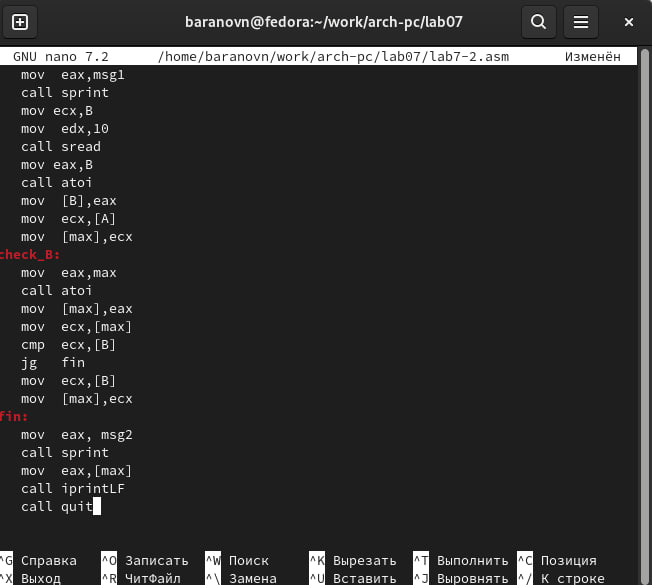 baranovn@fedora:~/work/arch-pc/lab07
GNU nano 7.2 /home/baranovn/work/arch-pc/lab07/lab7-2.asm Изменён
mov eax,msg1
call sprint
mov ecx,B
mov edx,10
call sread
mov eax,B
call atoi
mov [B],eax
mov ecx,[A]
mov [max],ecx
check_B:
mov eax,max
call atoi
mov [max],eax
mov ecx,[max]
cmp ecx,[B]
jg fin
mov ecx,[B]
mov [max],ecx
fin:
mov eax, msg2
call sprint
mov eax,[max]
call iprintLF
call quit
^G Справка ^O Записать ^W Поиск ^K Вырезать ^T Выполнить ^C Позиция
^X Выход ^R ЧитФайл ^\ Замена ^U Вставить ^J Выровнять ^/ К строке